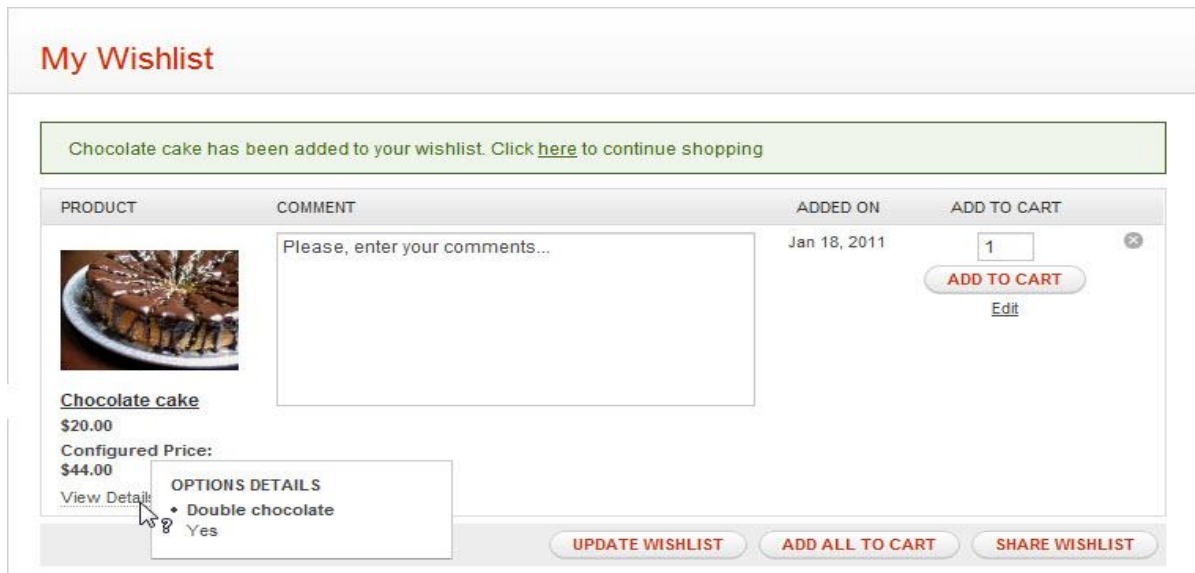 My Wishlist
Chocolate cake has been added to your wishlist. Click here to continue shopping
PRODUCT COMMENT ADDED ON ADD TO CART
Please, enter your comments...
Jan 18, 2011
1
ADD TO CART
Edit
Chocolate cake
$20.00
Configured Price:
$44.00
View Details
OPTIONS DETAILS
• Double chocolate
Yes
UPDATE WISHLIST ADD ALL TO CART SHARE WISHLIST